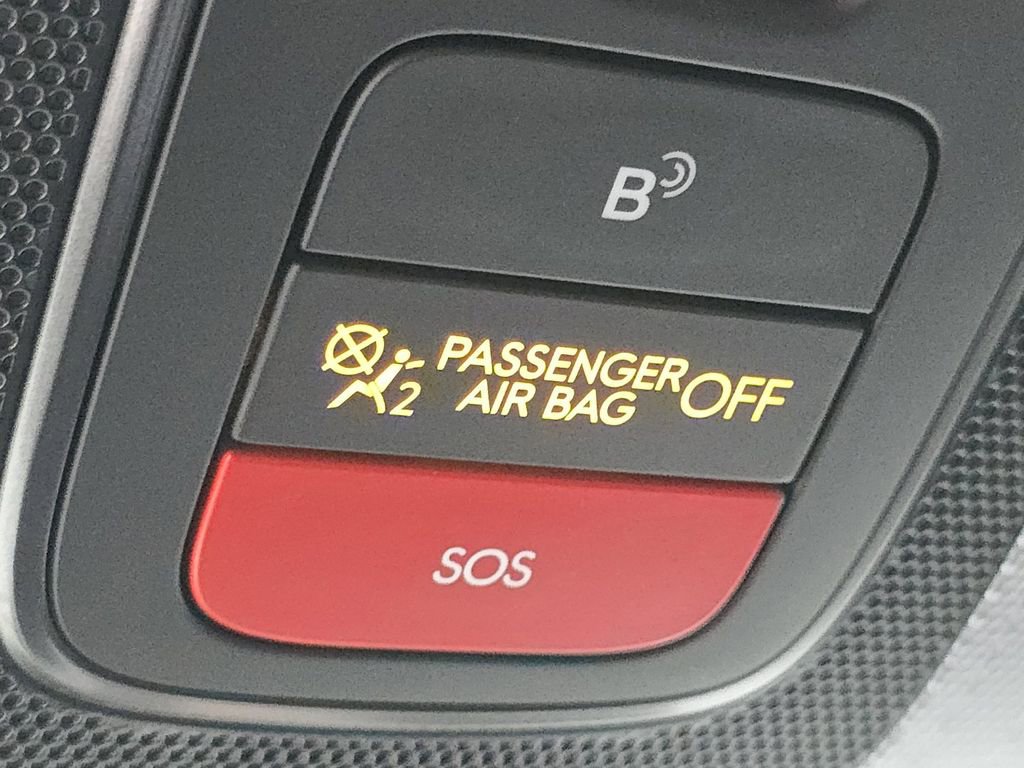 B
2 PASSENGER
AIR BAG OFF
SOS